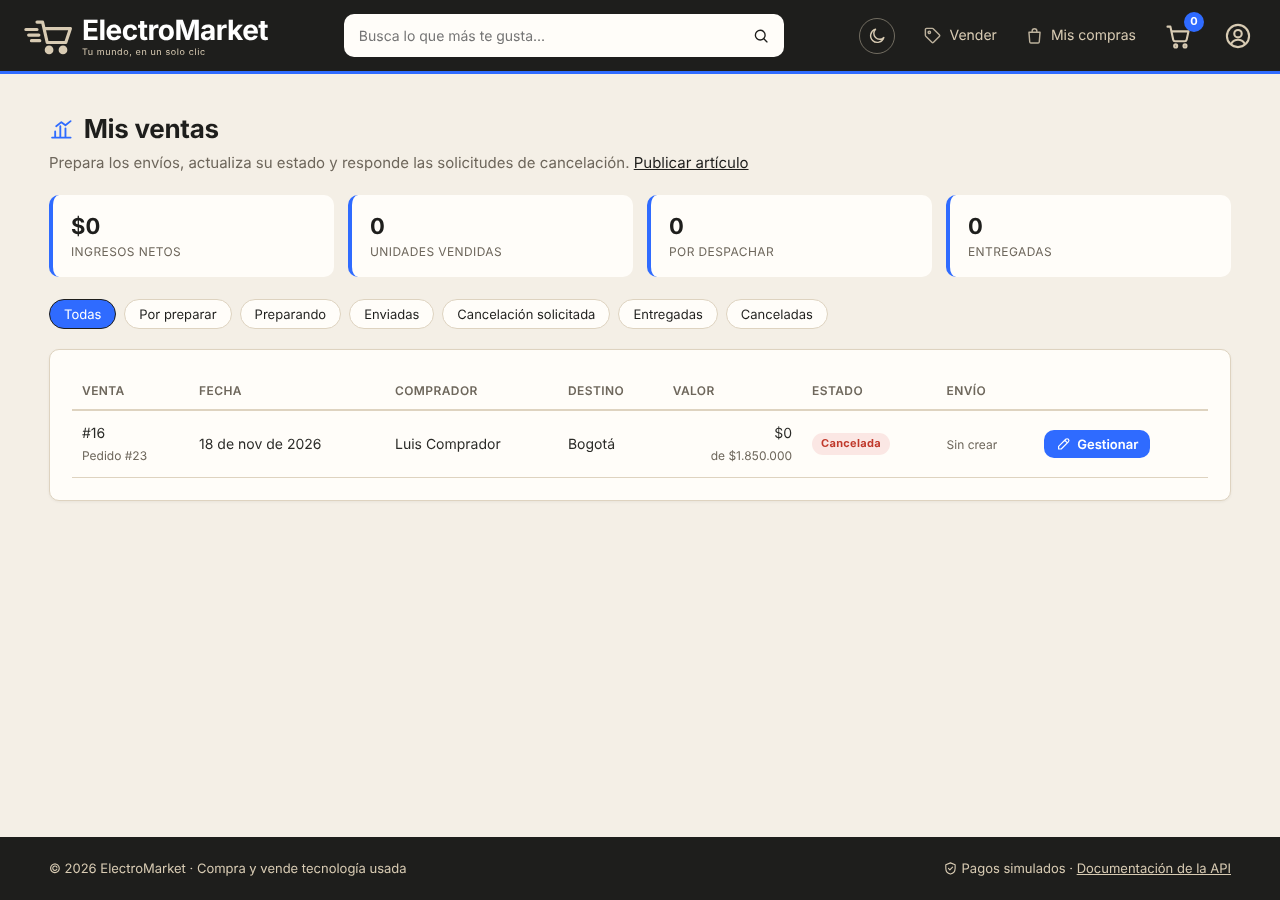 ElectroMarket
Tu mundo, en un solo clic
Busca lo que más te gusta...
Vender
Mis compras
0
Mis ventas
Prepara los envíos, actualiza su estado y responde las solicitudes de cancelación. Publicar artículo
$0
INGRESOS NETOS
0
UNIDADES VENDIDAS
0
POR DESPACHAR
0
ENTREGADAS
Todas
Por preparar
Preparando
Enviadas
Cancelación solicitada
Entregadas
Canceladas
VENTA FECHA COMPRADOR DESTINO VALOR ESTADO ENVÍO
#16
Pedido #23
18 de nov de 2026
Luis Comprador
Bogotá
$0
de $1.850.000
Cancelada
Sin crear
Gestionar
© 2026 ElectroMarket · Compra y vende tecnología usada
Pagos simulados · Documentación de la API